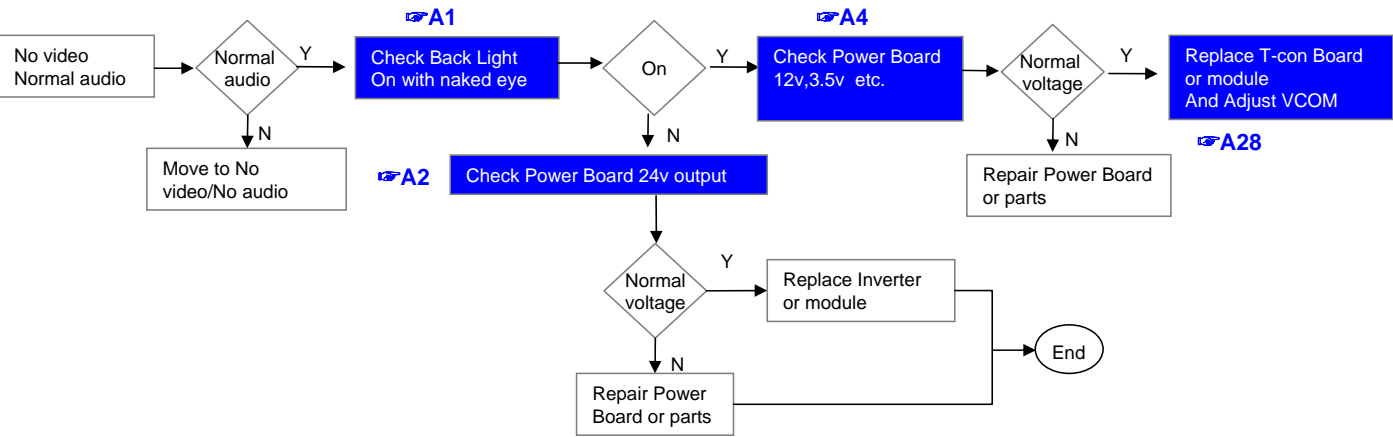 ☞A1
☞A4
No video
Normal audio
Normal
audio
Y
Check Back Light
On with naked eye
On
Y
Check Power Board
12v,3.5v etc.
Normal
voltage
Y
Replace T-con Board
or module
And Adjust VCOM
N
Move to No
video/No audio
N
☞A2
Check Power Board 24v output
N
Repair Power Board
or parts
☞A28
Normal
voltage
Y
Replace Inverter
or module
End
N
Repair Power
Board or parts